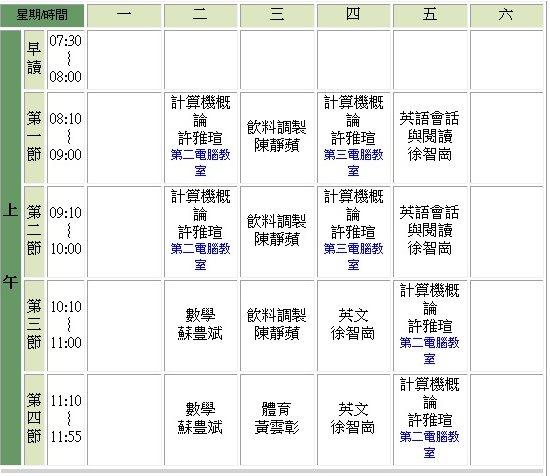 星期/時間 一 二 三 四 五 六
上午
早讀
07:30
~
08:00
第一節
08:10
~
09:00
計算機概
論
許雅瑄
第二電腦教
室
飲料調製
陳靜蘋
計算機概
論
許雅瑄
第三電腦教
室
英語會話
與閱讀
徐智崗
第二節
09:10
~
10:00
計算機概
論
許雅瑄
第二電腦教
室
飲料調製
陳靜蘋
計算機概
論
許雅瑄
第三電腦教
室
英語會話
與閱讀
徐智崗
第三節
10:10
~
11:00
數學
蘇豊斌
飲料調製
陳靜蘋
英文
徐智崗
計算機概
論
許雅瑄
第二電腦教
室
第四節
11:10
~
11:55
數學
蘇豊斌
體育
黃雲彰
英文
徐智崗
計算機概
論
許雅瑄
第二電腦教
室